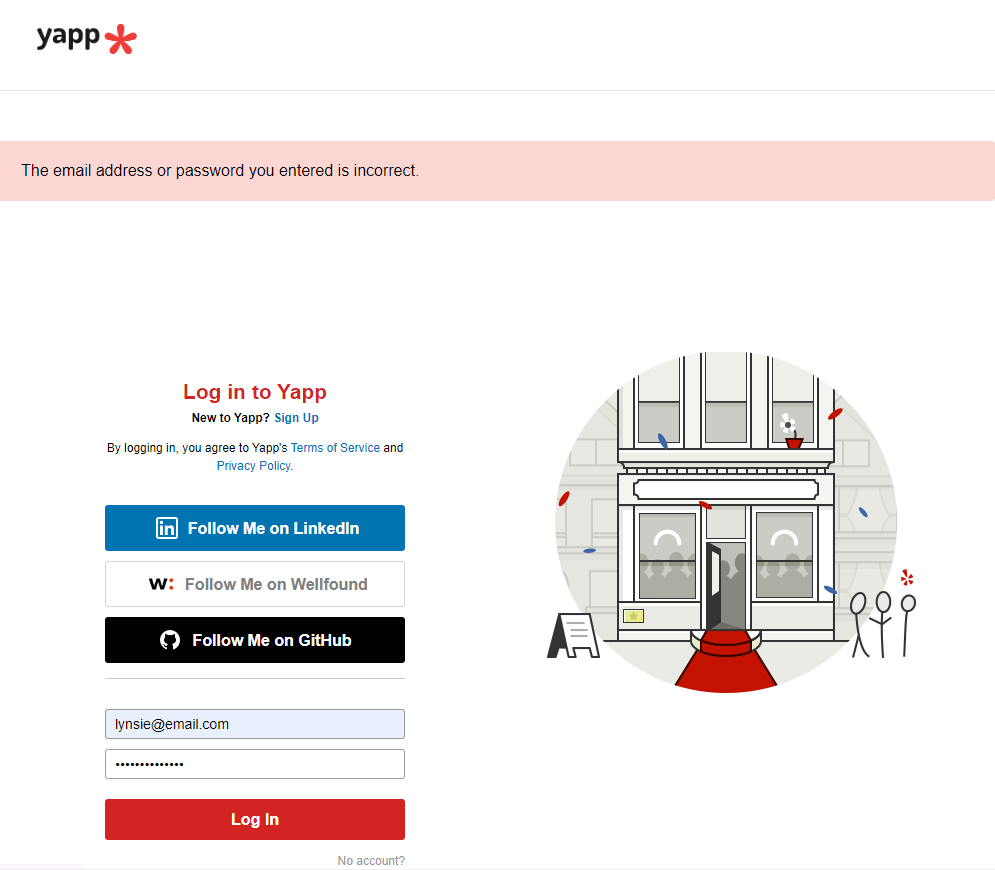 yapp
The email address or password you entered is incorrect.
Log in to Yapp
New to Yapp? Sign Up
By logging in, you agree to Yapp's Terms of Service and
Privacy Policy.
in Follow Me on LinkedIn
w: Follow Me on Wellfound
Follow Me on GitHub
lynsie@email.com
••••••••••••••
Log In
No account?